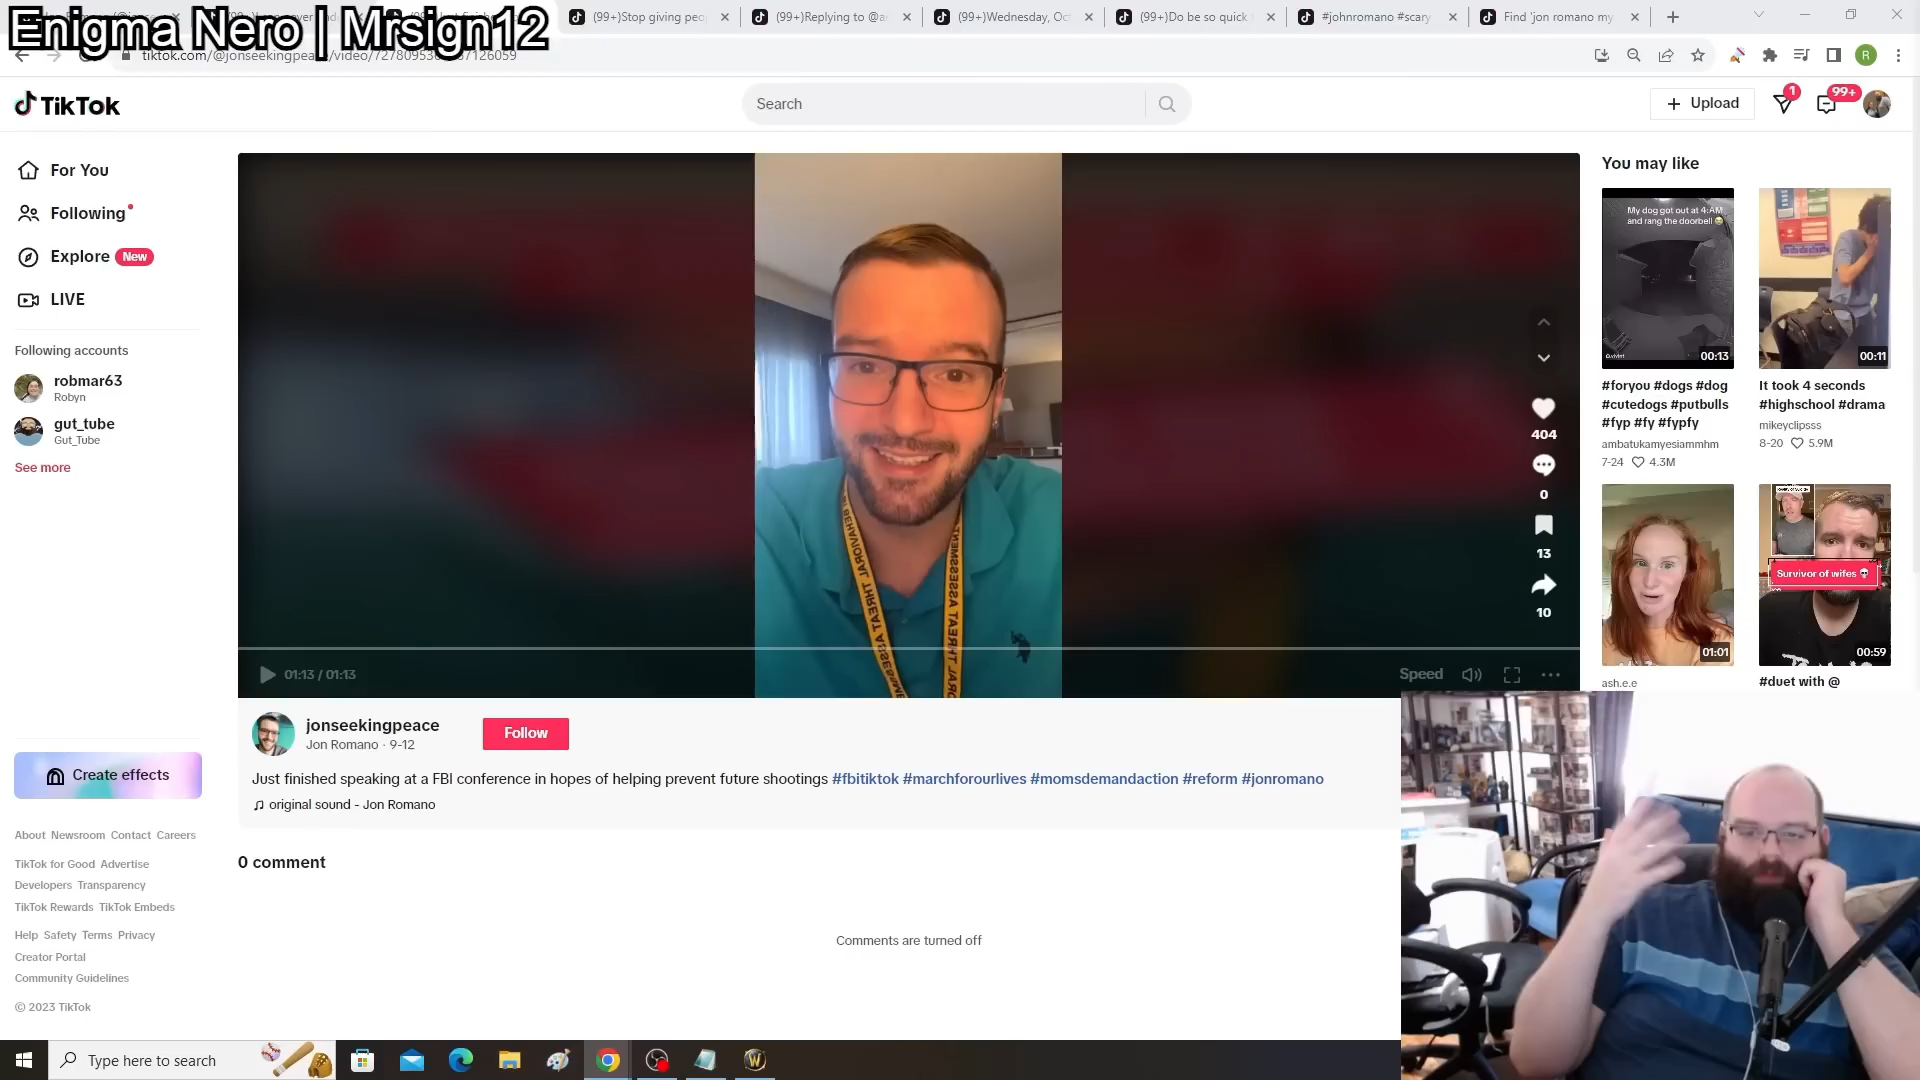 Enigma Nero | Mrsign12
(99+)Stop giving peo
(99+)Replying to @a
(99+)Wednesday, Oct
(99+)Do be so quick
#johnromano #scary
Find 'jon romano my
R
TikTok
Search
Upload
1
99+
For You
Following
Explore New
LIVE
Following accounts
robmar63
Robyn
gut_tube
Gut_Tube
See more
Create effects
About Newsroom Contact Careers
TikTok for Good Advertise
Developers Transparency
TikTok Rewards TikTok Embeds
Help Safety Terms Privacy
Creator Portal
Community Guidelines
© 2023 TikTok
404
0
13
10
01:13 / 01:13
Speed
jonseekingpeace
Jon Romano · 9-12
Follow
Just finished speaking at a FBI conference in hopes of helping prevent future shootings #fbitiktok #marchforourlives #momsdemandaction #reform #jonromano
original sound - Jon Romano
0 comment
Comments are turned off
You may like
My dog got out at 4:AM
and rang the doorbell
00:13
#foryou #dogs #dog
#cutedogs #putbulls
#fyp #fy #fypfy
ambatukamyesiammhm
7-24 4.3M
00:11
It took 4 seconds
#highschool #drama
mikeyclipsss
8-20 5.9M
01:01
ash.e.e
Survivor of wifes
00:59
#duet with @
Type here to search